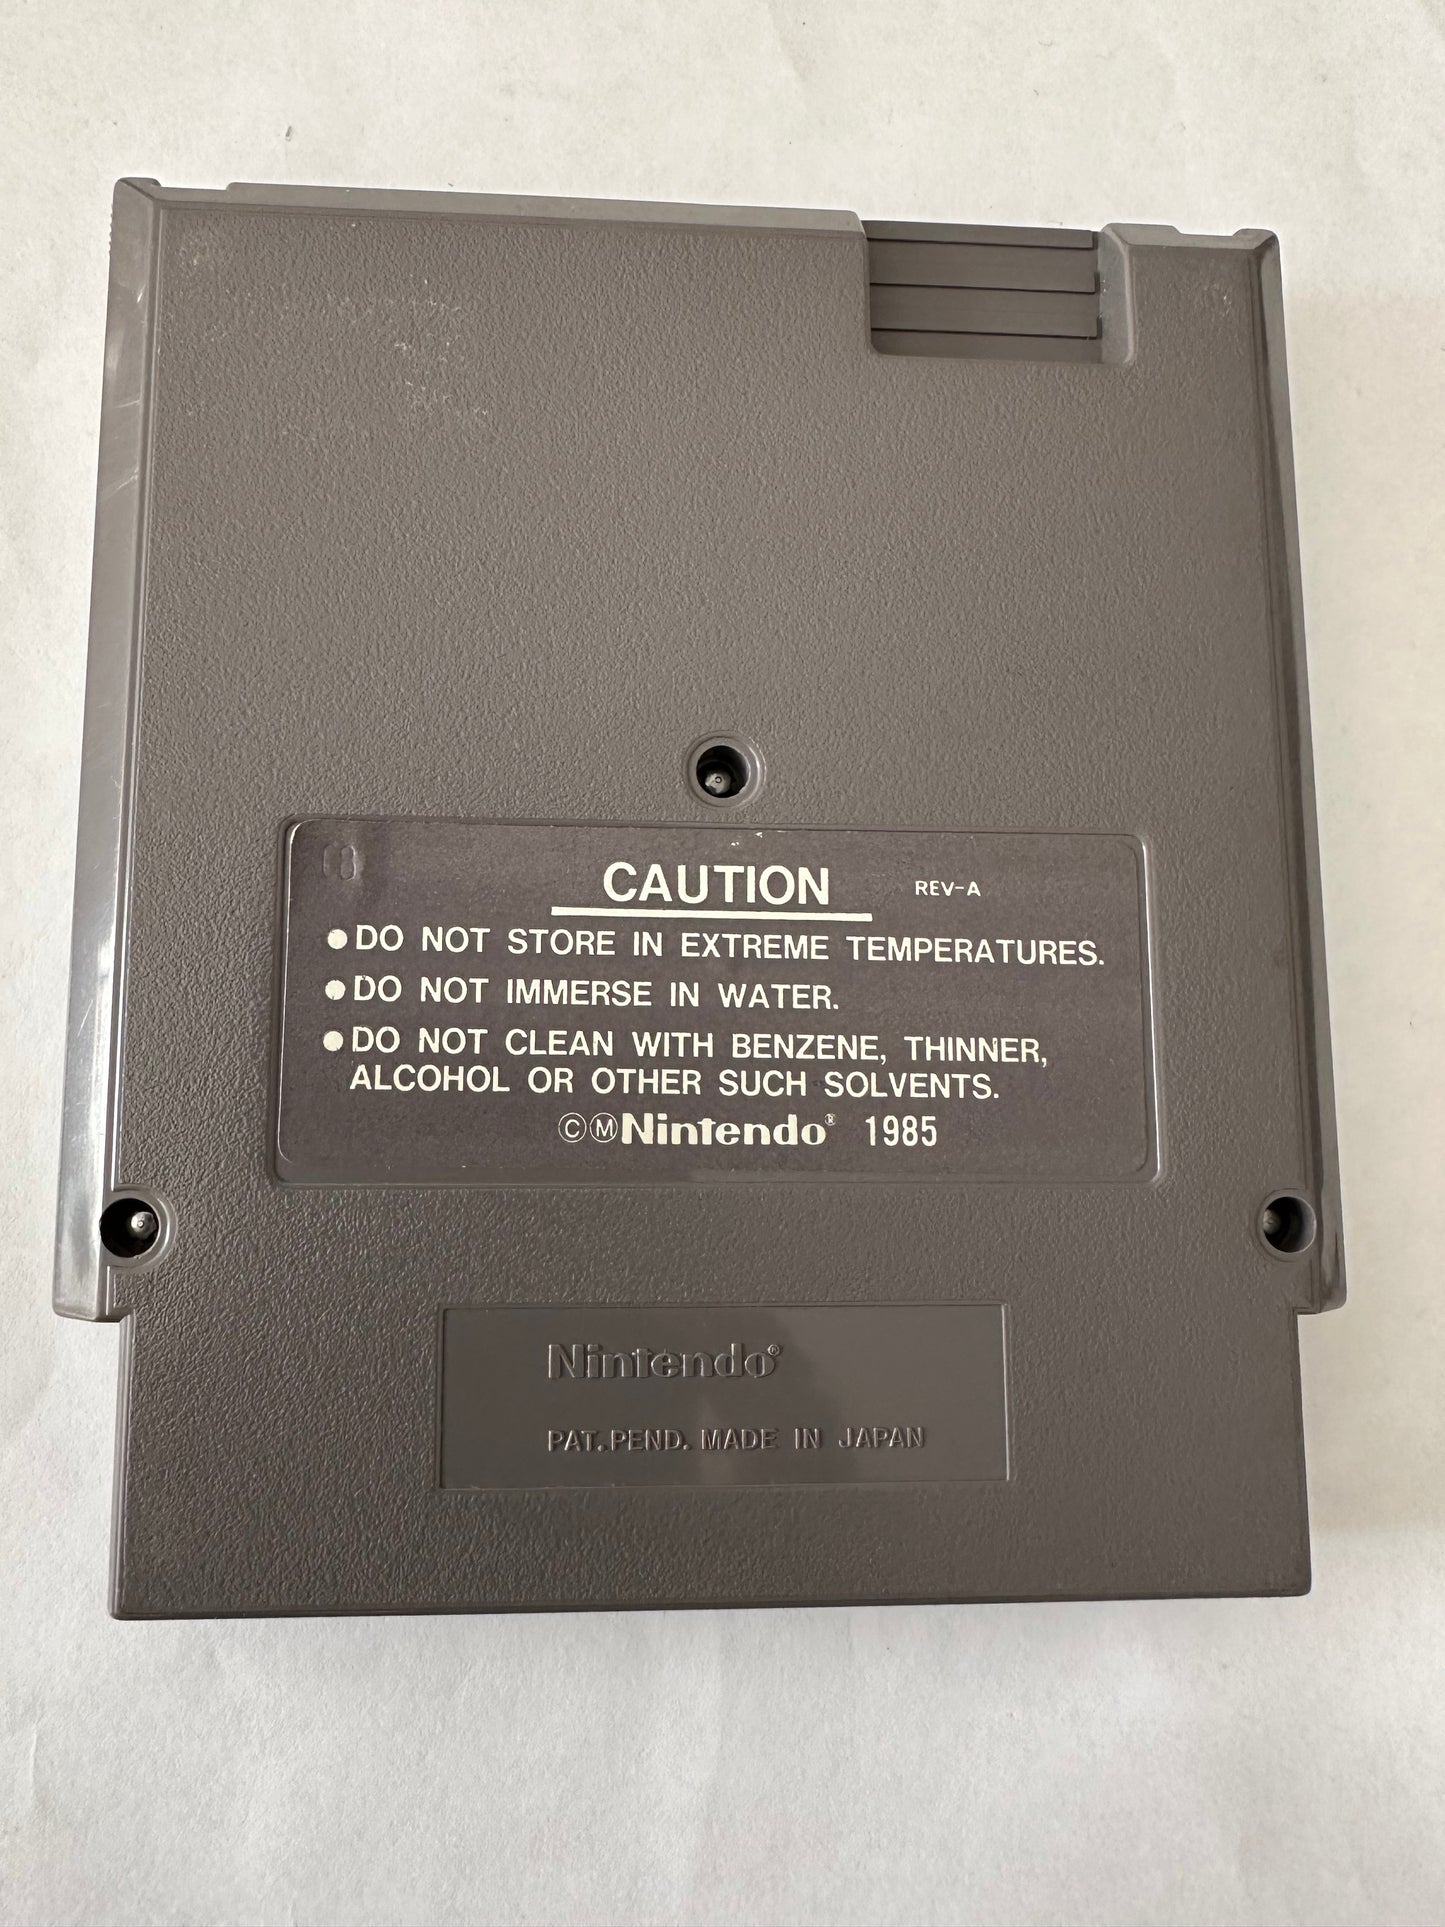 CAUTION REV-A
●DO NOT STORE IN EXTREME TEMPERATURES.
●DO NOT IMMERSE IN WATER.
●DO NOT CLEAN WITH BENZENE, THINNER,
ALCOHOL OR OTHER SUCH SOLVENTS.
©ⓂNintendo® 1985
Nintendo®
PAT.PEND. MADE IN JAPAN